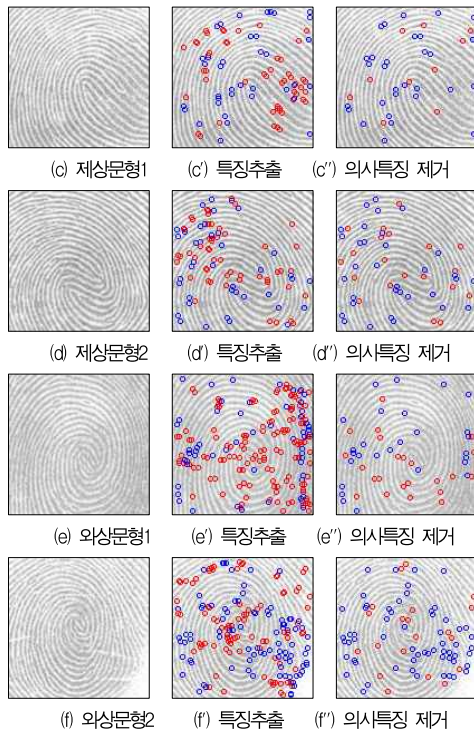 (c) 제상문형1 (c′) 특징추출 (c″) 의사특징 제거
(d) 제상문형2 (d′) 특징추출 (d″) 의사특징 제거
(e) 와상문형1 (e′) 특징추출 (e″) 의사특징 제거
(f) 와상문형2 (f′) 특징추출 (f″) 의사특징 제거